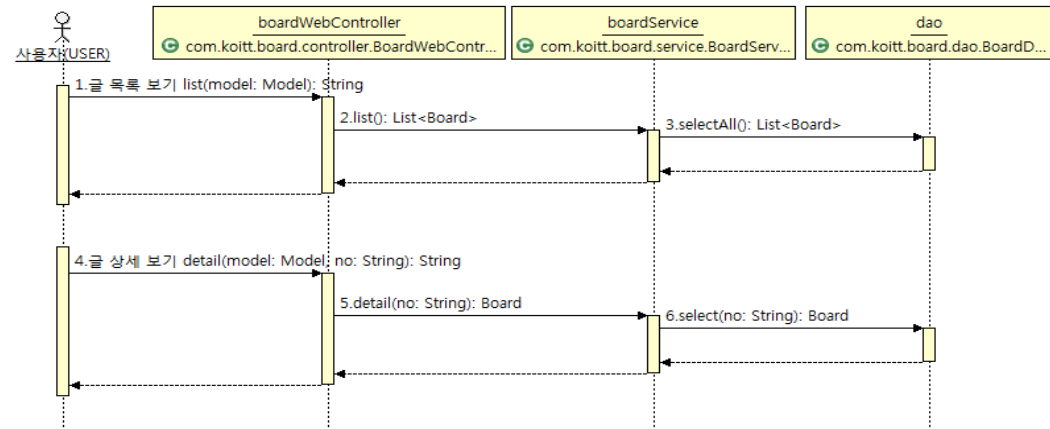 사용자(USER)
boardWebController
com.koitt.board.controller.BoardWebContr...
boardService
com.koitt.board.service.BoardServ...
dao
com.koitt.board.dao.BoardD...
1.글 목록 보기 list(model: Model): String
2.list(): List<Board>
3.selectAll(): List<Board>
4.글 상세 보기 detail(model: Model, no: String): String
5.detail(no: String): Board
6.select(no: String): Board